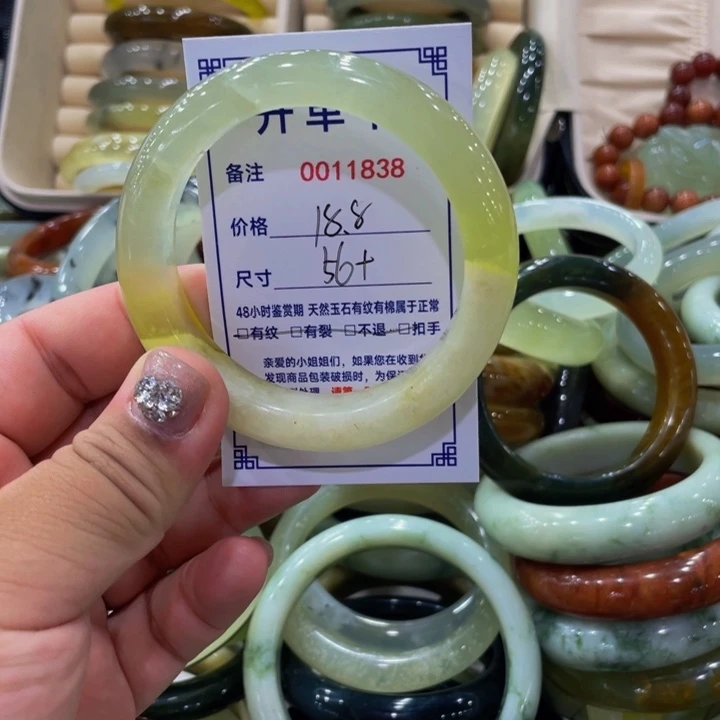 开单
备注 0011838
价格 18.8
尺寸 56+
48小时鉴赏期 天然玉石有纹有棉属于正常
□有纹 □有裂 □不退 □扣手
亲爱的小姐姐们，如果您在收到
发现商品包装破损时，为保